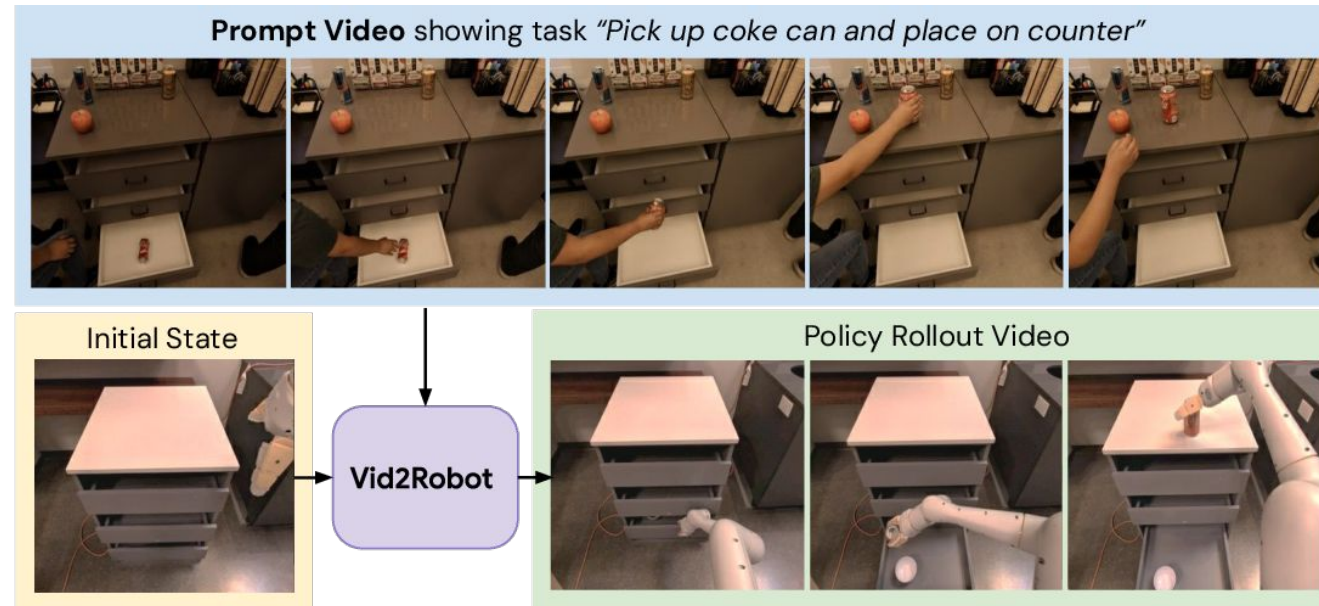 Prompt Video showing task “Pick up coke can and place on counter”
Initial State
Policy Rollout Video
Vid2Robot